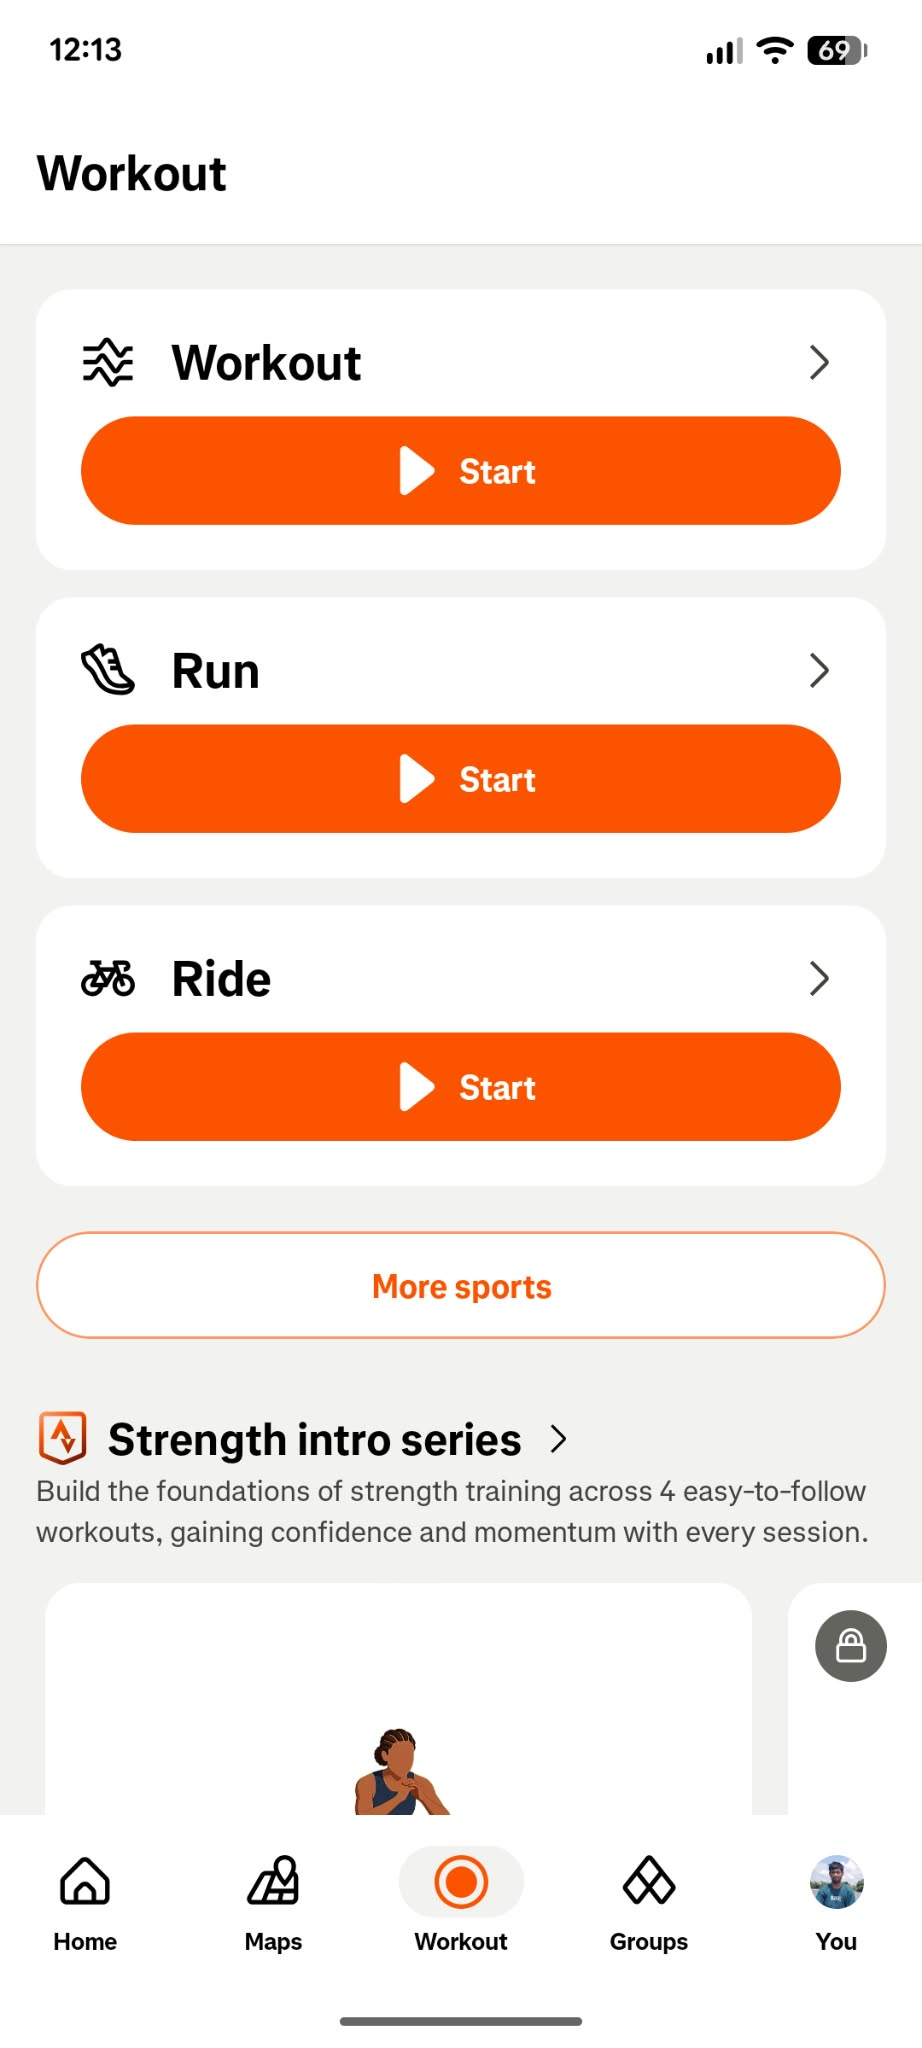 12:13
69
Workout
Workout
Start
Run
Start
Ride
Start
More sports
Strength intro series
Build the foundations of strength training across 4 easy-to-follow
workouts, gaining confidence and momentum with every session.
Home
Maps
Workout
Groups
You